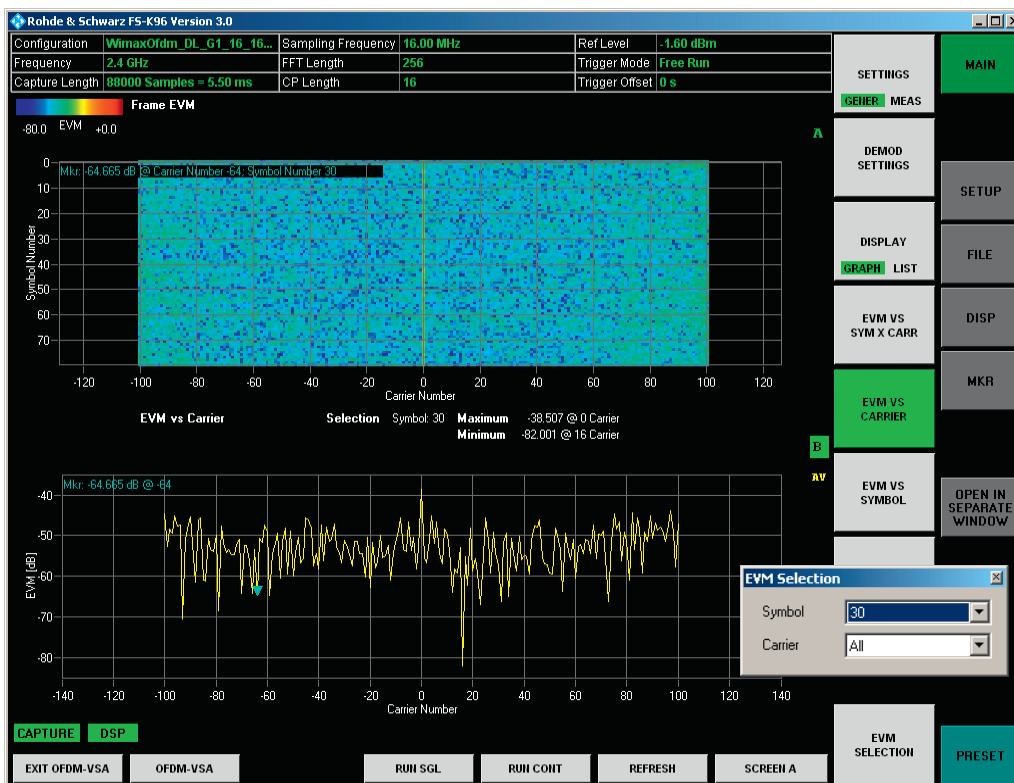 Rohde & Schwarz FS-K96 Version 3.0
Configuration WimaxOfdm_DL_G1_16_16... Sampling Frequency 16.00 MHz Ref Level -1.60 dBm
Frequency 2.4 GHz FFT Length 256 Trigger Mode Free Run
Capture Length 88000 Samples = 5.50 ms CP Length 16 Trigger Offset 0 s
SETTINGS
GENER MEAS
MAIN
Frame EVM
-80.0 EVM +0.0
A
DEMOD
SETTINGS
Mkr: -64.665 dB @ Carrier Number -64; Symbol Number 30
Symbol Number
0
10
20
30
40
50
60
70
-120 -100 -80 -60 -40 -20 0 20 40 60 80 100 120
Carrier Number
SETUP
DISPLAY
GRAPH LIST
FILE
EVM VS
SYM X CARR
DISP
MKR
EVM VS
CARRIER
EVM vs Carrier Selection Symbol: 30 Maximum -38.507 @ 0 Carrier
Minimum -82.001 @ 16 Carrier
B
AV
EVM VS
SYMBOL
OPEN IN
SEPARATE
WINDOW
Mkr: -64.665 dB @ -64
EVM [dB]
-40
-50
-60
-70
-80
-140 -120 -100 -80 -60 -40 -20 0 20 40 60 80 100 120 140
Carrier Number
EVM Selection
Symbol 30
Carrier All
CAPTURE DSP
EVM
SELECTION
PRESET
EXIT OFDM-VSA OFDM-VSA RUN SGL RUN CONT REFRESH SCREEN A